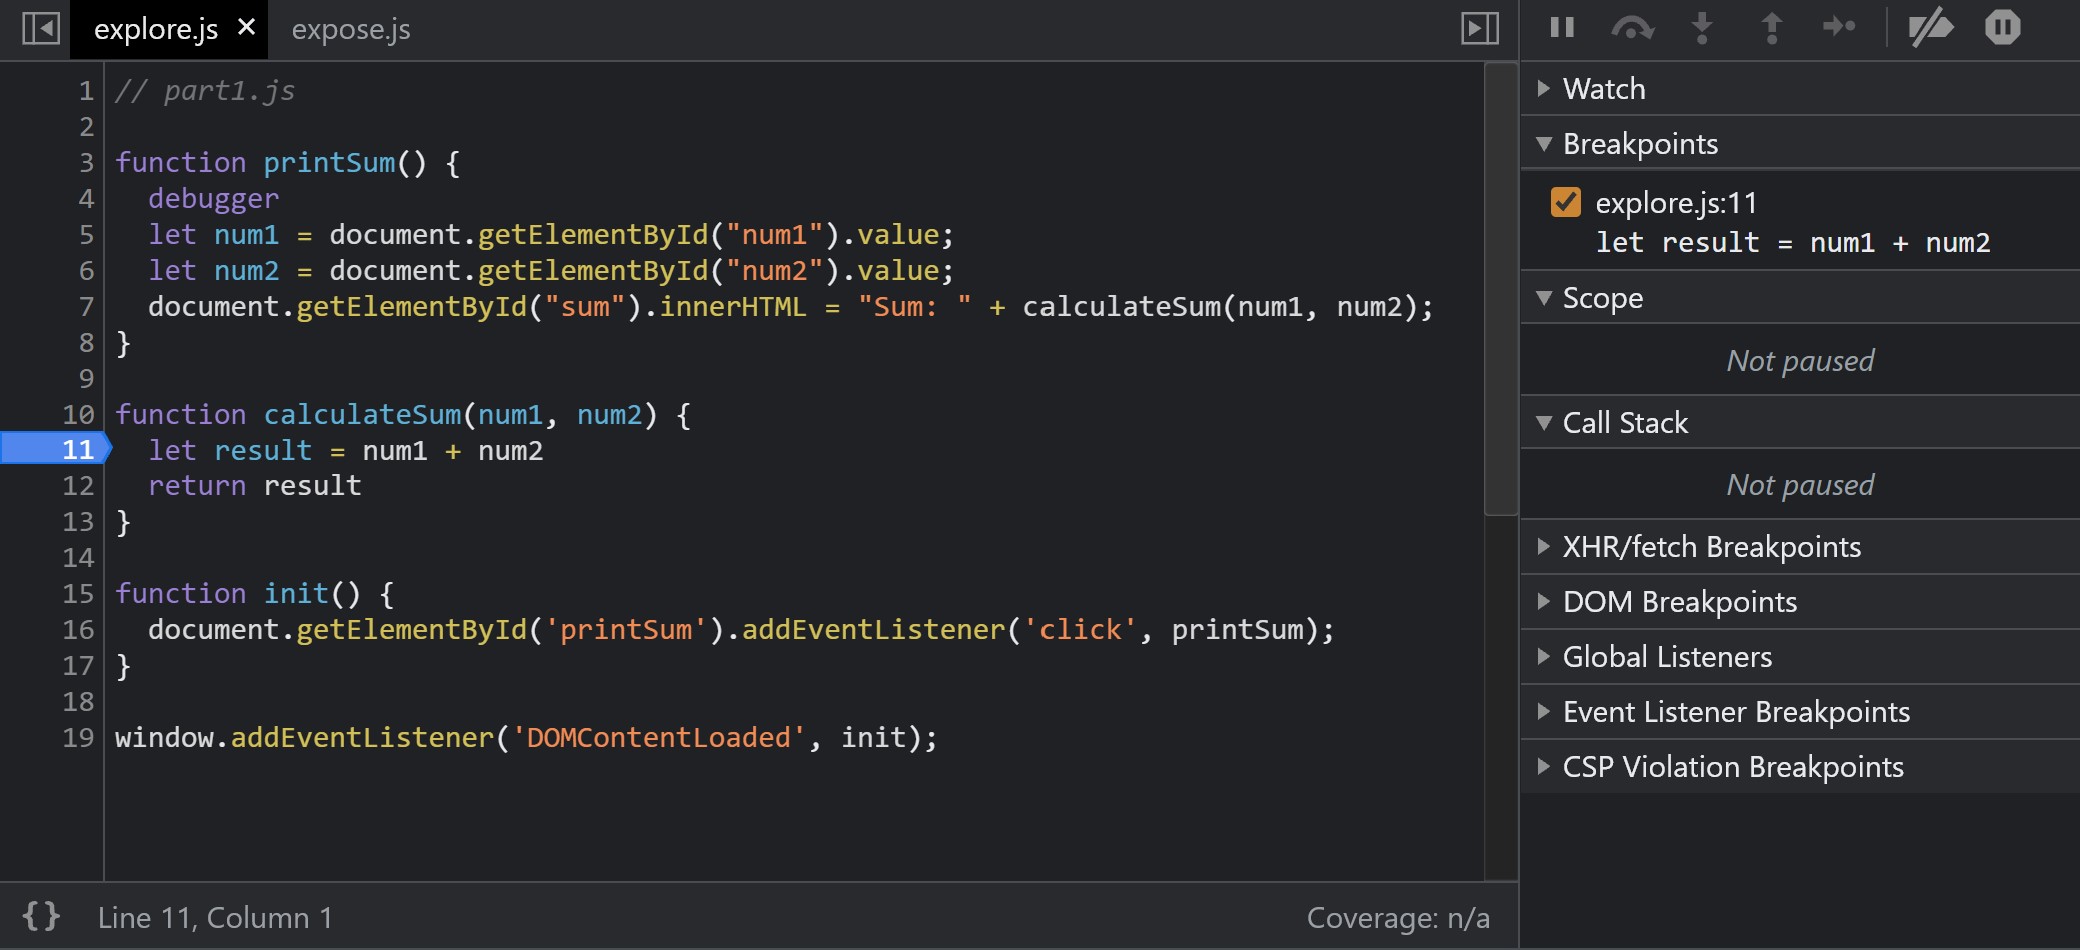 explore.js ✕ expose.js
1 // part1.js
2
3 function printSum() {
4   debugger
5   let num1 = document.getElementById("num1").value;
6   let num2 = document.getElementById("num2").value;
7   document.getElementById("sum").innerHTML = "Sum: " + calculateSum(num1, num2);
8 }
9
10 function calculateSum(num1, num2) {
11   let result = num1 + num2
12   return result
13 }
14
15 function init() {
16   document.getElementById('printSum').addEventListener('click', printSum);
17 }
18
19 window.addEventListener('DOMContentLoaded', init);
{} Line 11, Column 1
Coverage: n/a
Watch
Breakpoints
explore.js:11
let result = num1 + num2
Scope
Not paused
Call Stack
Not paused
XHR/fetch Breakpoints
DOM Breakpoints
Global Listeners
Event Listener Breakpoints
CSP Violation Breakpoints